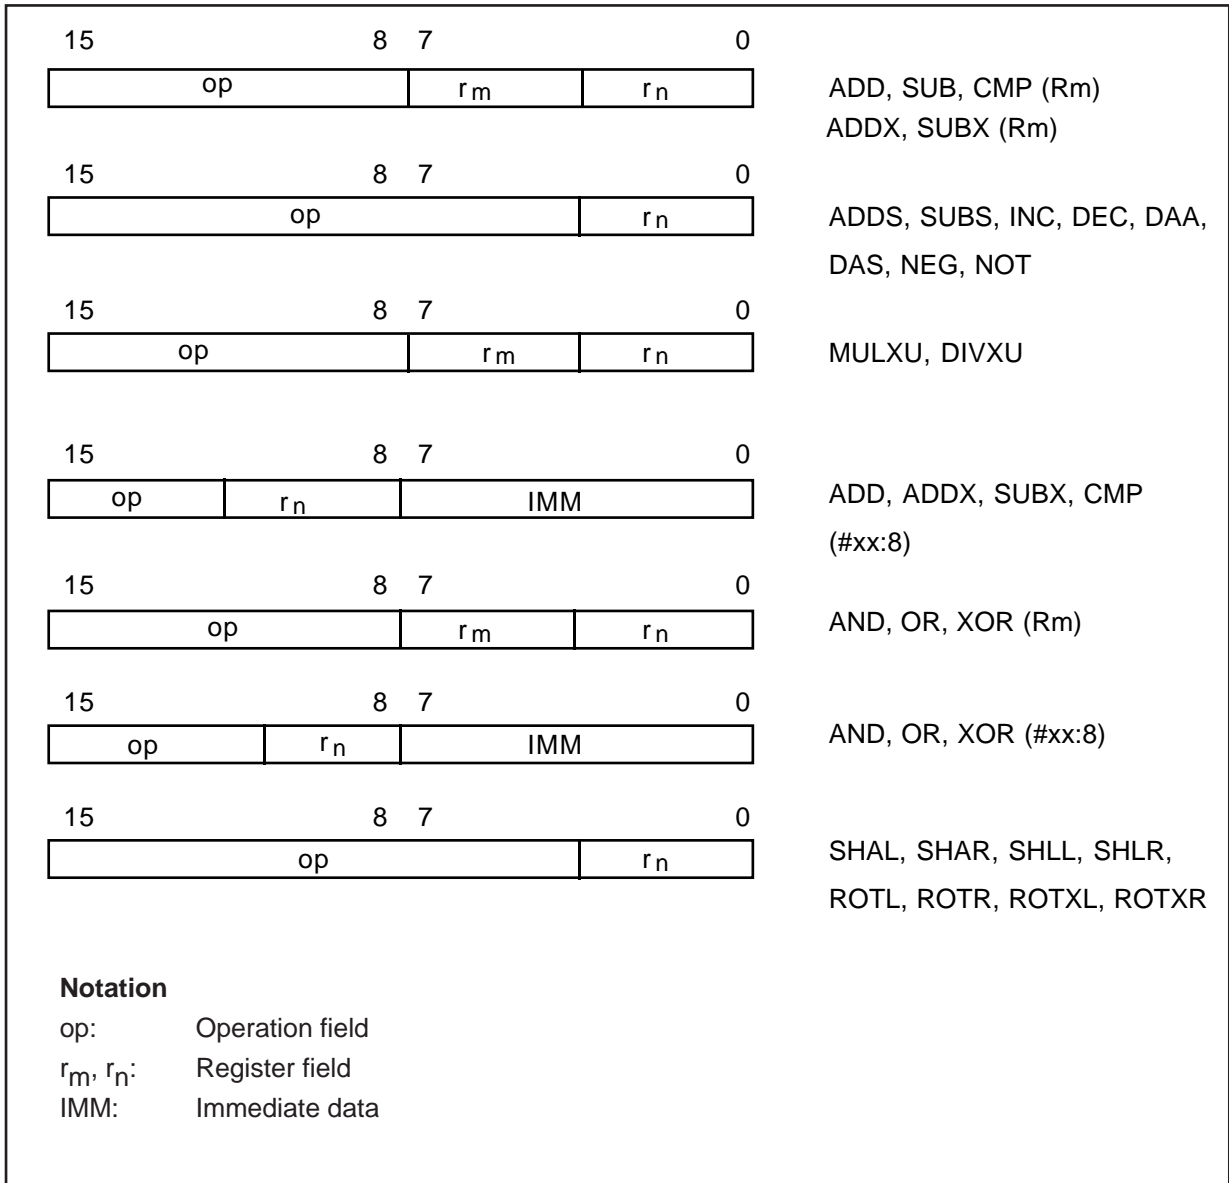 15 8 7 0
op rm rn ADD, SUB, CMP (Rm)
ADDX, SUBX (Rm)
15 8 7 0
op rn ADDS, SUBS, INC, DEC, DAA,
DAS, NEG, NOT
15 8 7 0
op rm rn MULXU, DIVXU
15 8 7 0
op rn IMM ADD, ADDX, SUBX, CMP
(#xx:8)
15 8 7 0
op rm rn AND, OR, XOR (Rm)
15 8 7 0
op rn IMM AND, OR, XOR (#xx:8)
15 8 7 0
op rn SHAL, SHAR, SHLL, SHLR,
ROTL, ROTR, ROTXL, ROTXR
Notation
op: Operation field
rm, rn: Register field
IMM: Immediate data